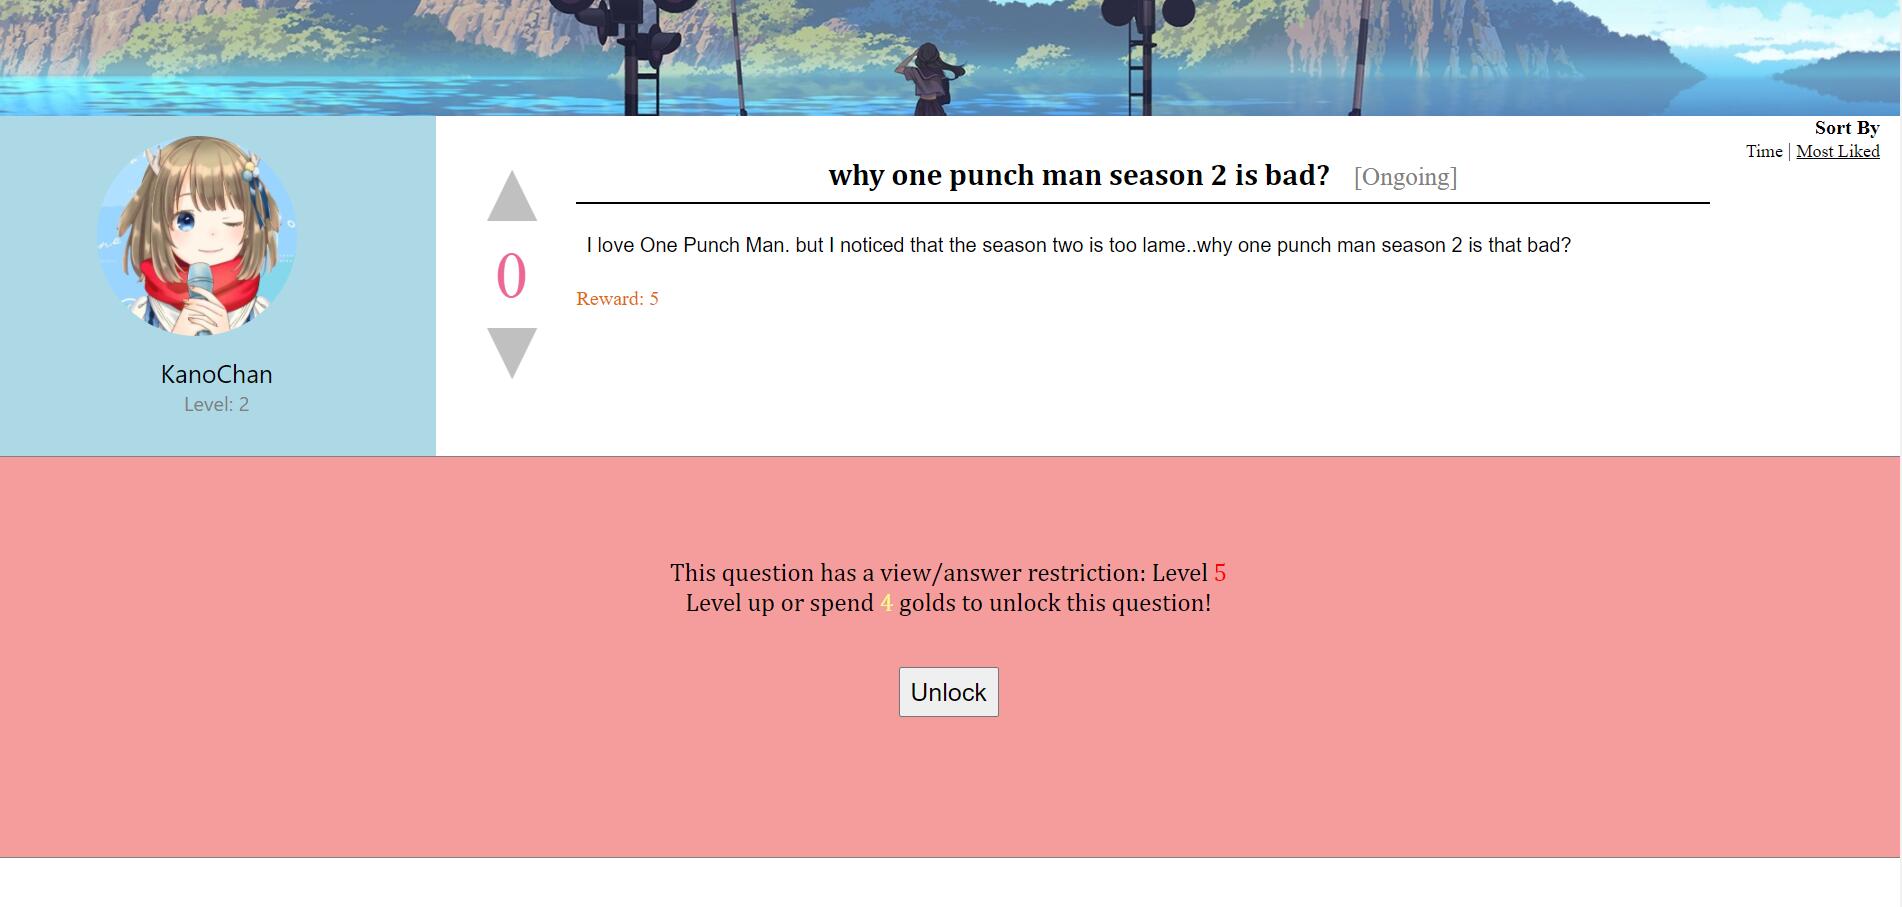 Sort By
Time | Most Liked
why one punch man season 2 is bad? [Ongoing]
0
I love One Punch Man. but I noticed that the season two is too lame..why one punch man season 2 is that bad?
Reward: 5
KanoChan
Level: 2
This question has a view/answer restriction: Level 5
Level up or spend 4 golds to unlock this question!
Unlock